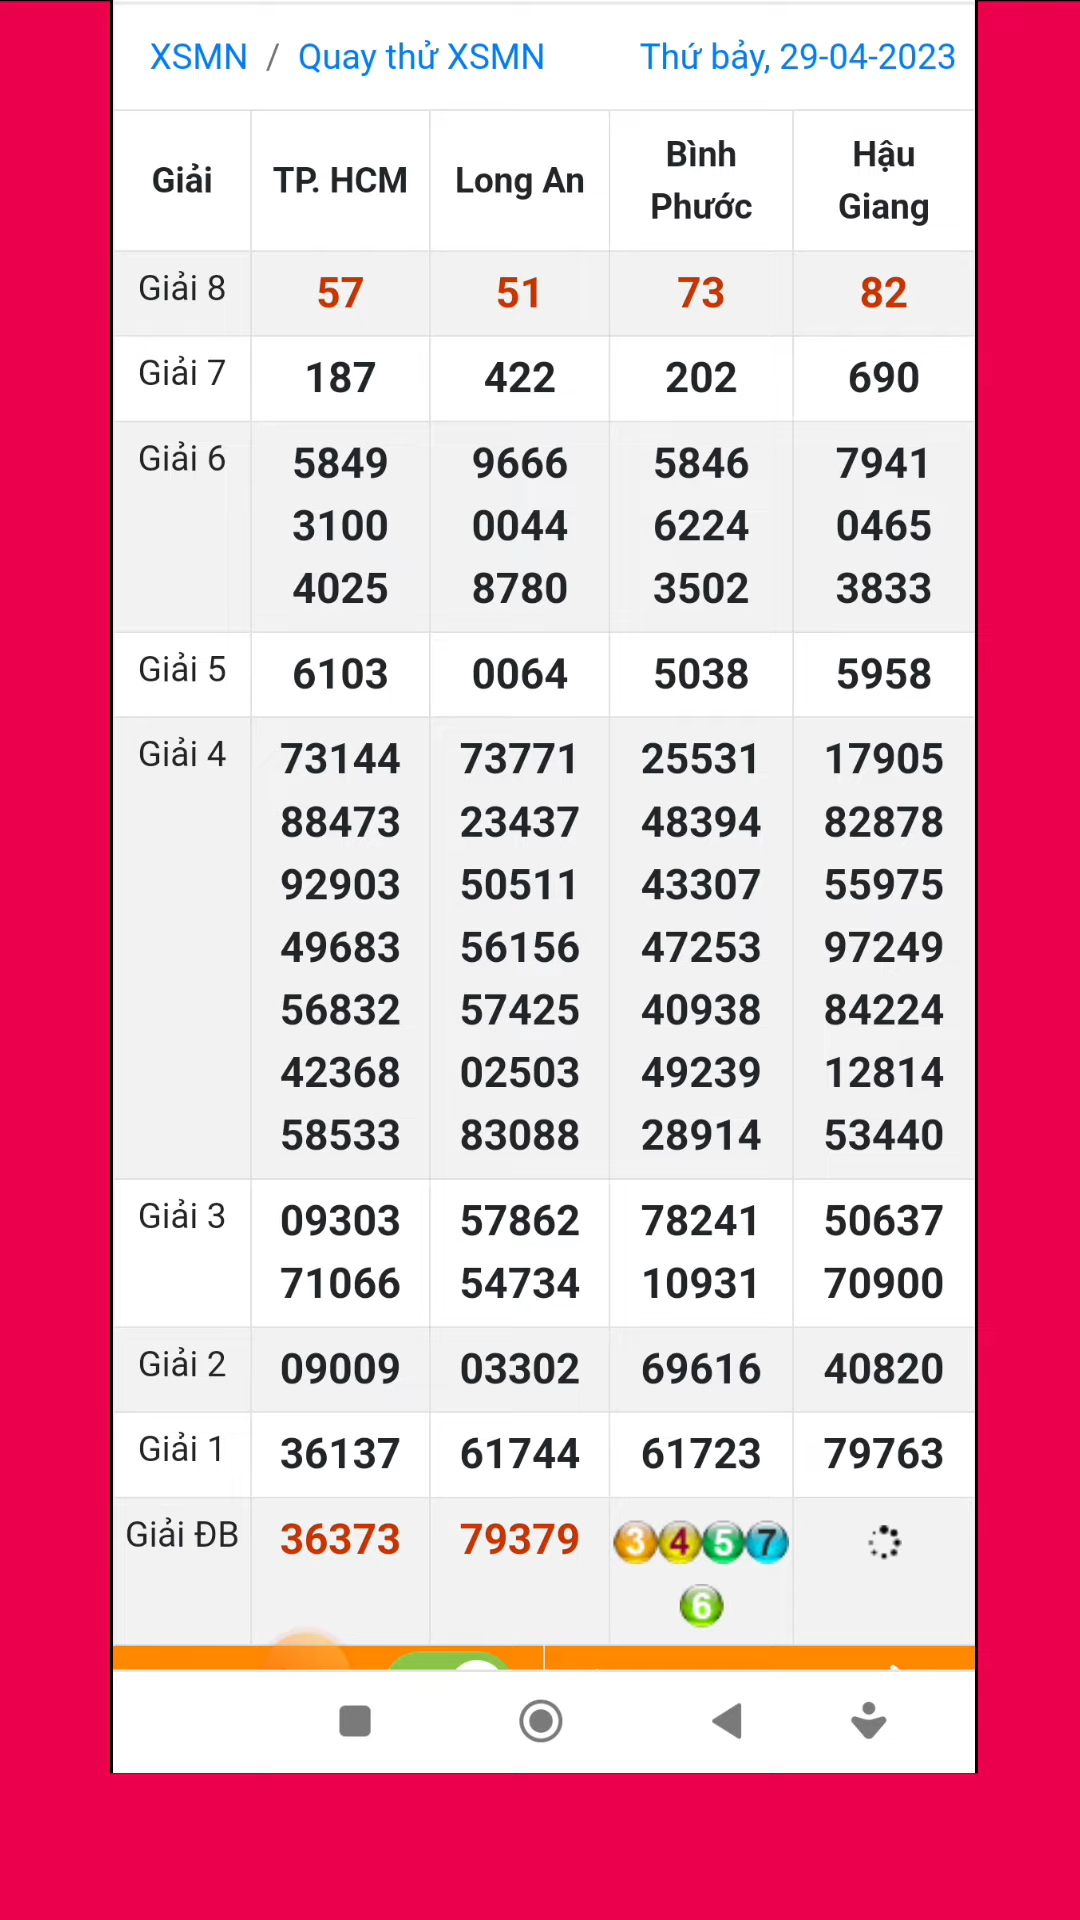 XSMN / Quay thử XSMN Thứ bảy, 29-04-2023
Giải TP. HCM Long An Bình Phước Hậu Giang
Giải 8 57 51 73 82
Giải 7 187 422 202 690
Giải 6 5849 9666 5846 7941
3100 0044 6224 0465
4025 8780 3502 3833
Giải 5 6103 0064 5038 5958
Giải 4 73144 73771 25531 17905
88473 23437 48394 82878
92903 50511 43307 55975
49683 56156 47253 97249
56832 57425 40938 84224
42368 02503 49239 12814
58533 83088 28914 53440
Giải 3 09303 57862 78241 50637
71066 54734 10931 70900
Giải 2 09009 03302 69616 40820
Giải 1 36137 61744 61723 79763
Giải ĐB 36373 79379 3 4 5 7
6